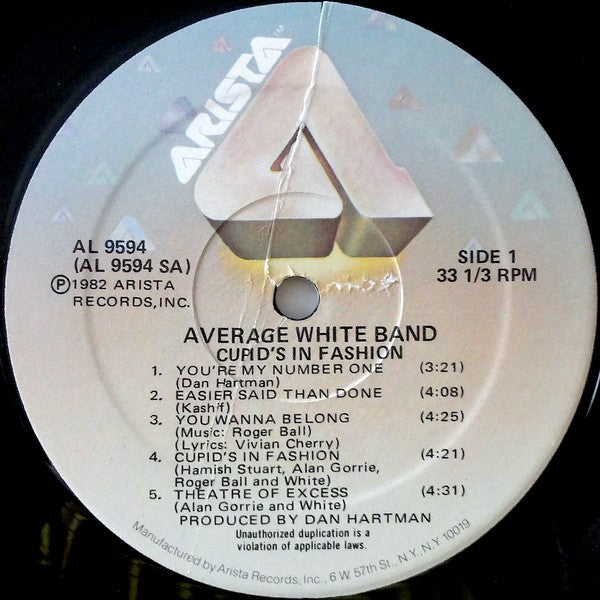 ARISTA™
AL 9594
(AL 9594 SA)
Ⓟ1982 ARISTA
RECORDS, INC.
SIDE 1
33 1/3 RPM
AVERAGE WHITE BAND
CUPID'S IN FASHION
1. YOU'RE MY NUMBER ONE (3:21)
(Dan Hartman)
2. EASIER SAID THAN DONE (4:08)
(Kashif)
3. YOU WANNA BELONG (4:25)
(Music: Roger Ball)
(Lyrics: Vivian Cherry)
4. CUPID'S IN FASHION (4:21)
(Hamish Stuart, Alan Gorrie,
Roger Ball and White)
5. THEATRE OF EXCESS (4:31)
(Alan Gorrie and White)
PRODUCED BY DAN HARTMAN
Unauthorized duplication is a
violation of applicable laws.
Manufactured by Arista Records, Inc., 6 W. 57th St., N.Y., N.Y. 10019